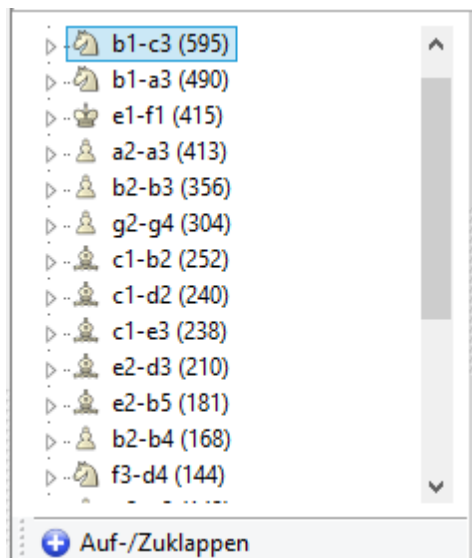 b1-c3 (595)
b1-a3 (490)
e1-f1 (415)
a2-a3 (413)
b2-b3 (356)
g2-g4 (304)
c1-b2 (252)
c1-d2 (240)
c1-e3 (238)
e2-d3 (210)
e2-b5 (181)
b2-b4 (168)
f3-d4 (144)
Auf-/Zuklappen